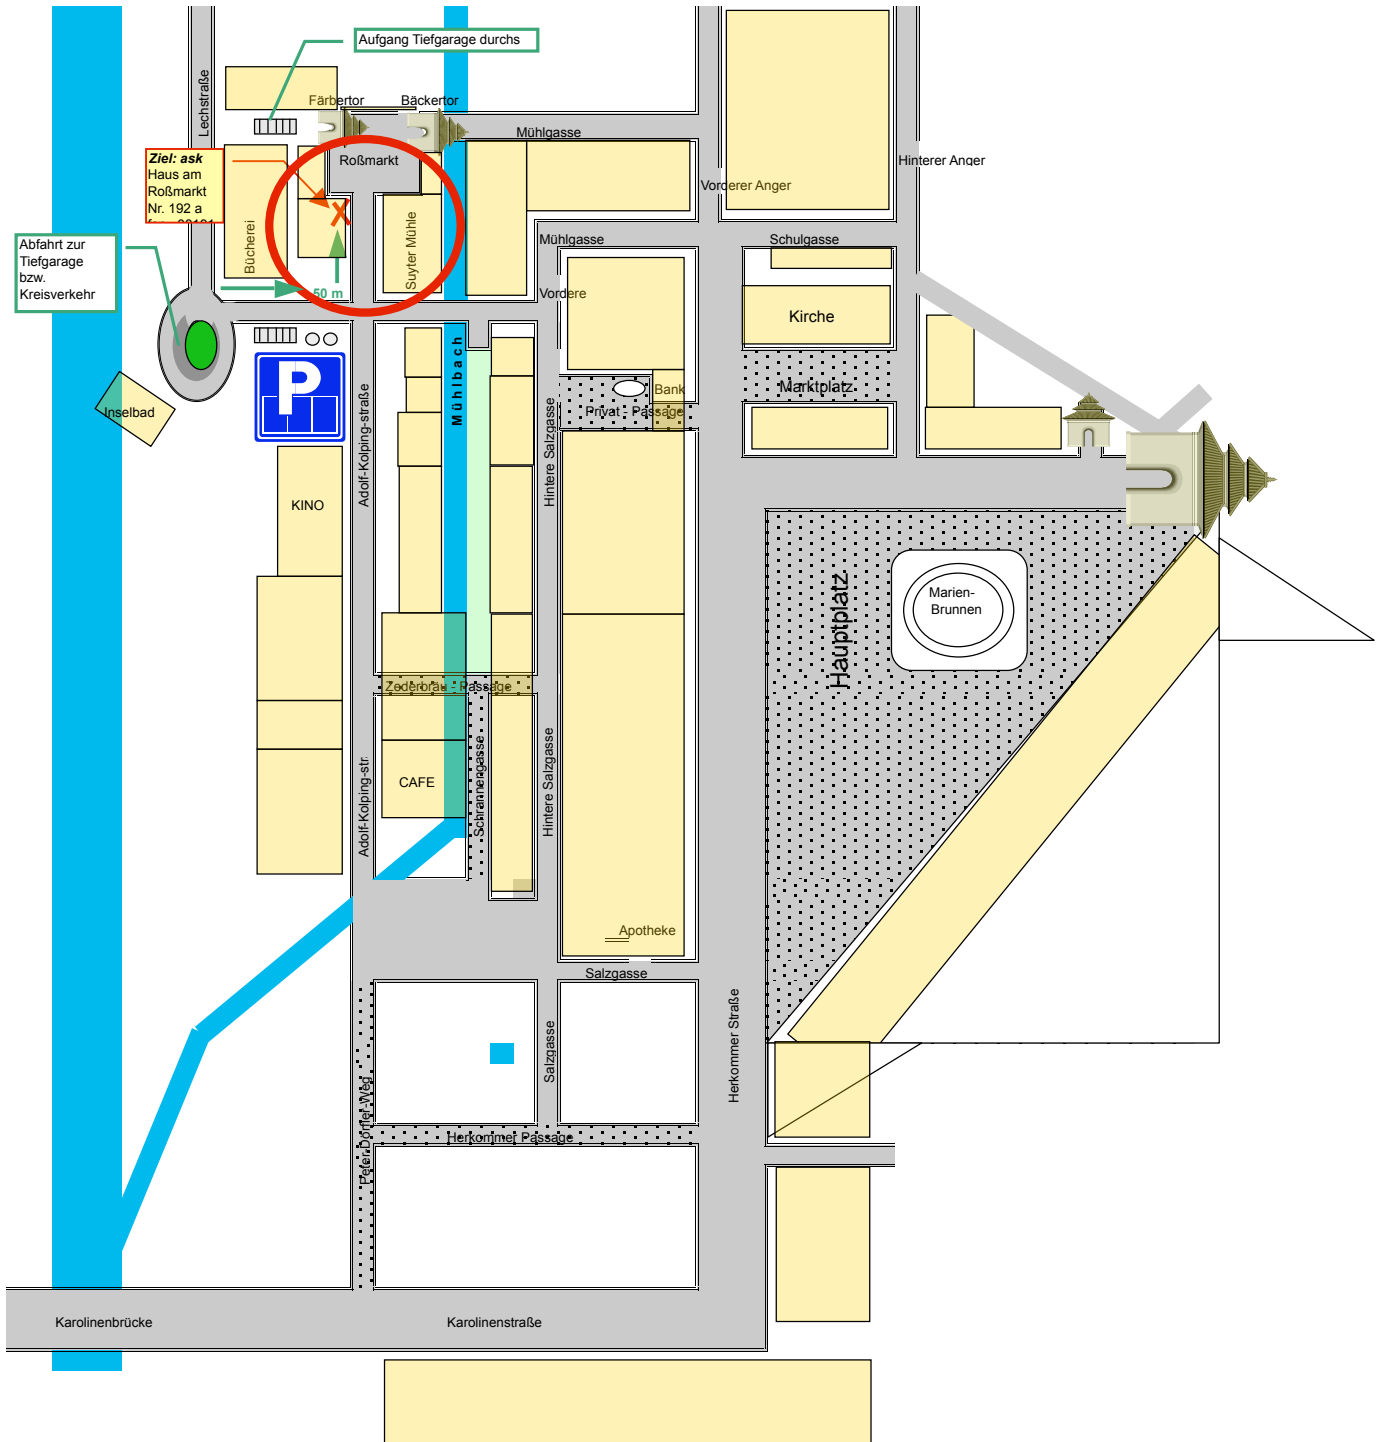 Aufgang Tiefgarage durchs
Lechstraße
Färbertor
Bäckertor
Mühlgasse
Roßmarkt
Hinterer Anger
Vorderer Anger
Ziel: ask
Haus am
Roßmarkt
Nr. 192 a
Bücherei
Suyter Mühle
Abfahrt zur
Tiefgarage
bzw.
Kreisverkehr
50 m
Mühlgasse
Schulgasse
Vordere
Kirche
P
Mühlbach
Inselbad
Adolf-Kolping-straße
Hintere Salzgasse
Bank
Privat - Passage
Marktplatz
KINO
Hauptplatz
Marien-
Brunnen
Zederbräu - Passage
CAFE
Adolf-Kolping-str
Schrannengasse
Hintere Salzgasse
Apotheke
Salzgasse
Salzgasse
Herkommer Straße
Peter-Dörfler-Weg
Herkommer Passage
Karolinenbrücke
Karolinenstraße